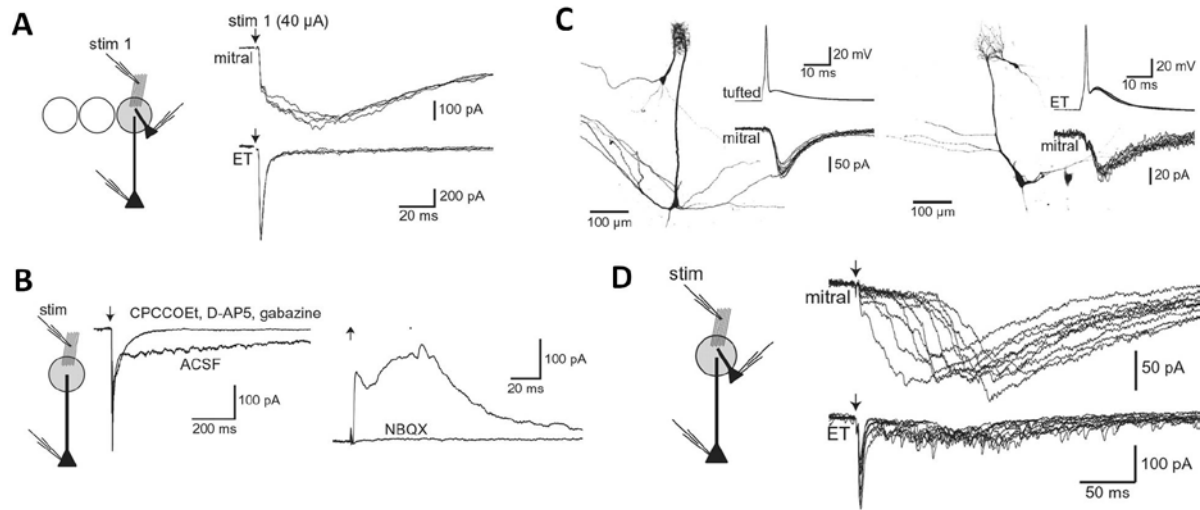 A
stim 1
stim 1 (40 µA)
mitral
100 pA
ET
200 pA
20 ms
B
stim
CPCCOEt, D-AP5, gabazine
ACSF
100 pA
200 ms
100 pA
20 ms
NBQX
C
20 mV
10 ms
tufted
mitral
50 pA
100 µm
20 mV
10 ms
ET
mitral
20 pA
100 µm
D
stim
mitral
50 pA
ET
100 pA
50 ms